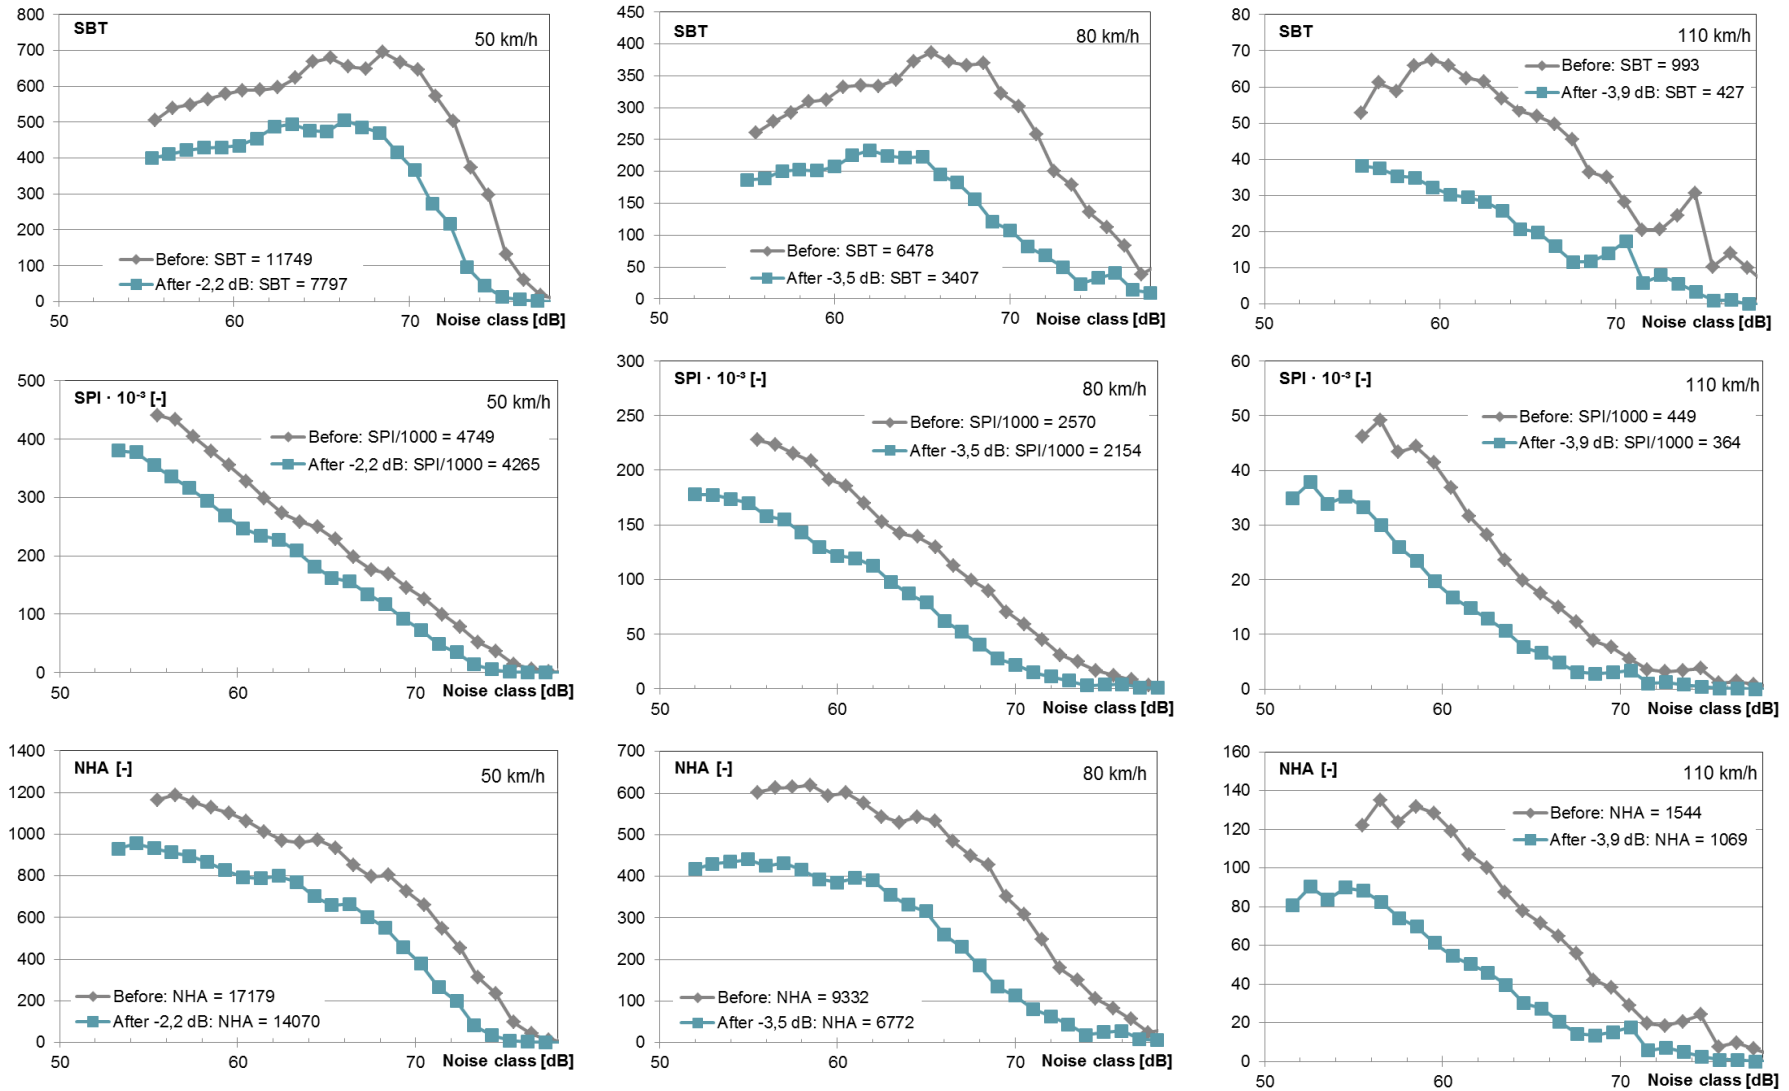 SBT
50 km/h
800
700
600
500
400
300
200
100
0
Before: SBT = 11749
After -2,2 dB: SBT = 7797
50
60
70
Noise class [dB]
SBT
80 km/h
450
400
350
300
250
200
150
100
50
0
Before: SBT = 6478
After -3,5 dB: SBT = 3407
50
60
70
Noise class [dB]
SBT
110 km/h
80
70
60
50
40
30
20
10
0
Before: SBT = 993
After -3,9 dB: SBT = 427
50
60
70
Noise class [dB]
SPI · 10⁻³ [-]
50 km/h
500
400
300
200
100
0
Before: SPI/1000 = 4749
After -2,2 dB: SPI/1000 = 4265
50
60
70
Noise class [dB]
SPI · 10⁻³ [-]
80 km/h
300
250
200
150
100
50
0
Before: SPI/1000 = 2570
After -3,5 dB: SPI/1000 = 2154
50
60
70
Noise class [dB]
SPI · 10⁻³ [-]
110 km/h
60
50
40
30
20
10
0
Before: SPI/1000 = 449
After -3,9 dB: SPI/1000 = 364
50
60
70
Noise class [dB]
NHA [-]
50 km/h
1400
1200
1000
800
600
400
200
0
Before: NHA = 17179
After -2,2 dB: NHA = 14070
50
60
70
Noise class [dB]
NHA [-]
80 km/h
700
600
500
400
300
200
100
0
Before: NHA = 9332
After -3,5 dB: NHA = 6772
50
60
70
Noise class [dB]
NHA [-]
110 km/h
160
140
120
100
80
60
40
20
0
Before: NHA = 1544
After -3,9 dB: NHA = 1069
50
60
70
Noise class [dB]